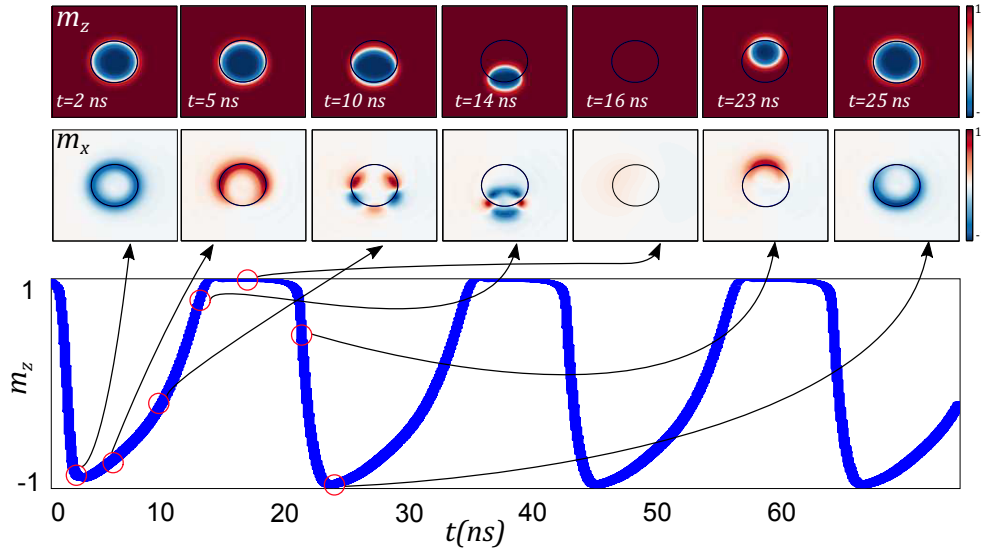 m_z
1
t=2 ns
t=5 ns
t=10 ns
t=14 ns
t=16 ns
t=23 ns
t=25 ns
-
m_x
1
-
1
m_z
-1
0
10
20
30
40
50
60
t(ns)